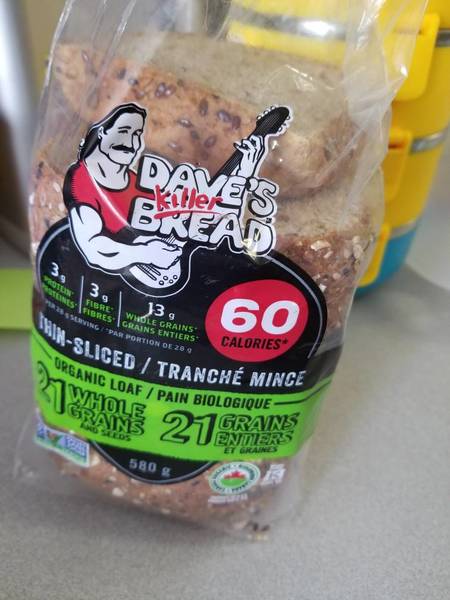 DAVE'S
Killer
BREAD
3g PROTEIN* PROTÉINES*
3g FIBRE* FIBRES*
13g WHOLE GRAINS* GRAINS ENTIERS*
60
CALORIES*
*PER 28 g SERVING / *PAR PORTION DE 28 g
THIN-SLICED / TRANCHÉ MINCE
ORGANIC LOAF / PAIN BIOLOGIQUE
21 WHOLE GRAINS AND SEEDS
21 GRAINS ENTIERS ET GRAINES
580 g